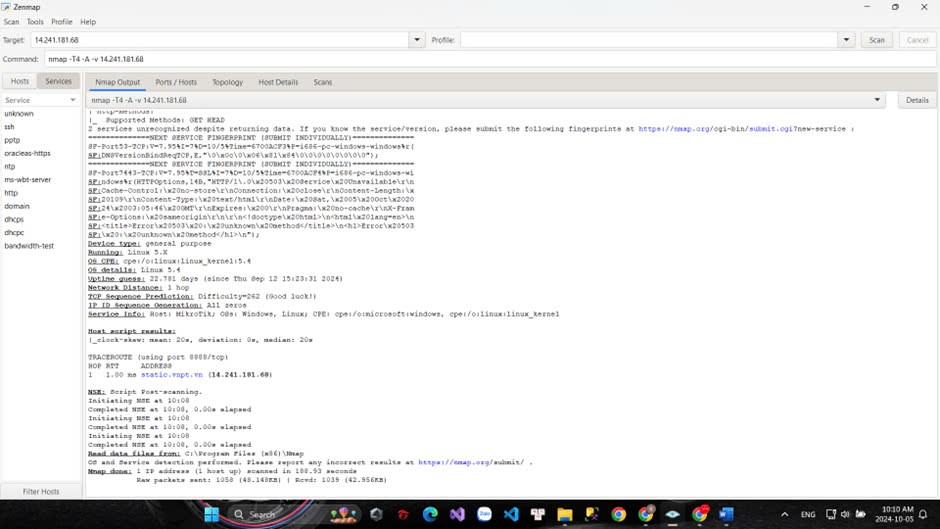 Zenmap
Scan Tools Profile Help
Target: 14.241.181.68 Profile: Scan Cancel
Command: nmap -T4 -A -v 14.241.181.68
Hosts Services
Nmap Output Ports / Hosts Topology Host Details Scans
Service
nmap -T4 -A -v 14.241.181.68 Details
unknown
ssh
pptp
oracleas-https
ntp
ms-wbt-server
http
domain
dhcps
dhcpc
bandwidth-test
Filter Hosts
| http-methods:
|_ Supported Methods: GET HEAD
2 services unrecognized despite returning data. If you know the service/version, please submit the following fingerprints at https://nmap.org/cgi-bin/submit.cgi?new-service :
==============NEXT SERVICE FINGERPRINT (SUBMIT INDIVIDUALLY)==============
SF-Port53-TCP:V=7.95%I=7%D=10/5%Time=6700ACF3%P=i686-pc-windows-windows%r(
SF:DNSVersionBindReqTCP,E,"\0\x0c\0\x06\x81\x84\0\0\0\0\0\0\0\0");
==============NEXT SERVICE FINGERPRINT (SUBMIT INDIVIDUALLY)==============
SF-Port7443-TCP:V=7.95%T=SSL%I=7%D=10/5%Time=6700ACF4%P=i686-pc-windows-wi
SF:ndows%r(HTTPOptions,14B,"HTTP/1\.0\x20503\x20Service\x20Unavailable\r\n
SF:Cache-Control:\x20no-store\r\nConnection:\x20close\r\nContent-Length:\x
SF:20109\r\nContent-Type:\x20text/html\r\nDate:\x20Sat,\x2005\x20Oct\x2020
SF:24\x2003:05:46\x20GMT\r\nExpires:\x200\r\nPragma:\x20no-cache\r\nX-Fram
SF:e-Options:\x20sameorigin\r\n\r\n<!doctype\x20html>\n<html\x20lang=en>\n
SF:<title>Error\x20503\x20:\x20unknown\x20method</title>\n<h1>Error\x20503
SF:\x20:\x20unknown\x20method</h1>\n");
Device type: general purpose
Running: Linux 5.X
OS CPE: cpe:/o:linux:linux_kernel:5.4
OS details: Linux 5.4
Uptime guess: 22.781 days (since Thu Sep 12 15:23:31 2024)
Network Distance: 1 hop
TCP Sequence Prediction: Difficulty=262 (Good luck!)
IP ID Sequence Generation: All zeros
Service Info: Host: MikroTik; OSs: Windows, Linux; CPE: cpe:/o:microsoft:windows, cpe:/o:linux:linux_kernel
Host script results:
|_clock-skew: mean: 20s, deviation: 0s, median: 20s
TRACEROUTE (using port 8888/tcp)
HOP RTT ADDRESS
1 1.00 ms static.vnpt.vn (14.241.181.68)
NSE: Script Post-scanning.
Initiating NSE at 10:08
Completed NSE at 10:08, 0.00s elapsed
Initiating NSE at 10:08
Completed NSE at 10:08, 0.00s elapsed
Initiating NSE at 10:08
Completed NSE at 10:08, 0.00s elapsed
Read data files from: C:\Program Files (x86)\Nmap
OS and Service detection performed. Please report any incorrect results at https://nmap.org/submit/ .
Nmap done: 1 IP address (1 host up) scanned in 188.93 seconds
Raw packets sent: 1058 (48.148KB) | Rcvd: 1039 (42.956KB)
Search
Zalo
ENG
10:10 AM
2024-10-05